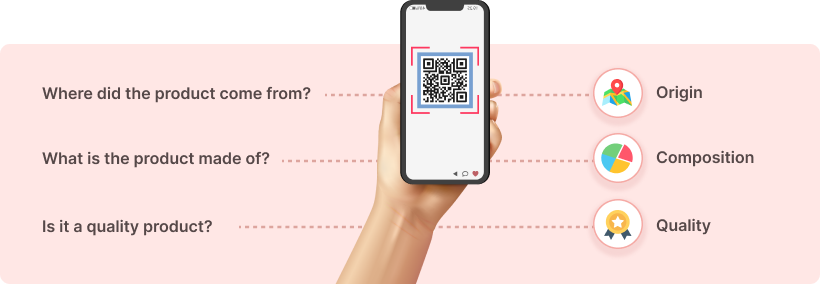 Where did the product come from?
Origin
What is the product made of?
Composition
Is it a quality product?
Quality